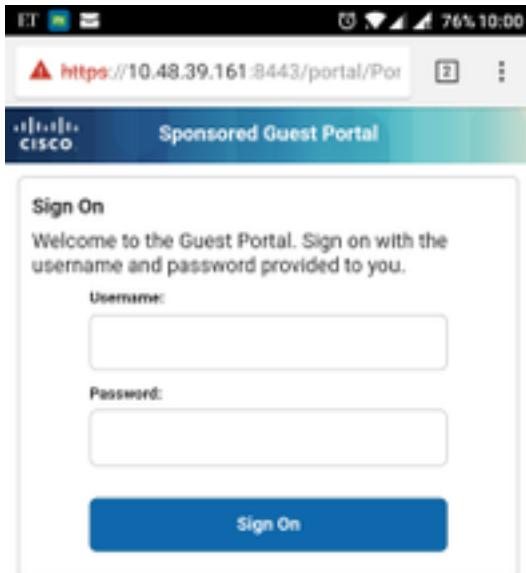 ET 76% 10:00
https://10.48.39.161:8443/portal/Por 2
CISCO Sponsored Guest Portal
Sign On
Welcome to the Guest Portal. Sign on with the
username and password provided to you.
Username:
Password:
Sign On